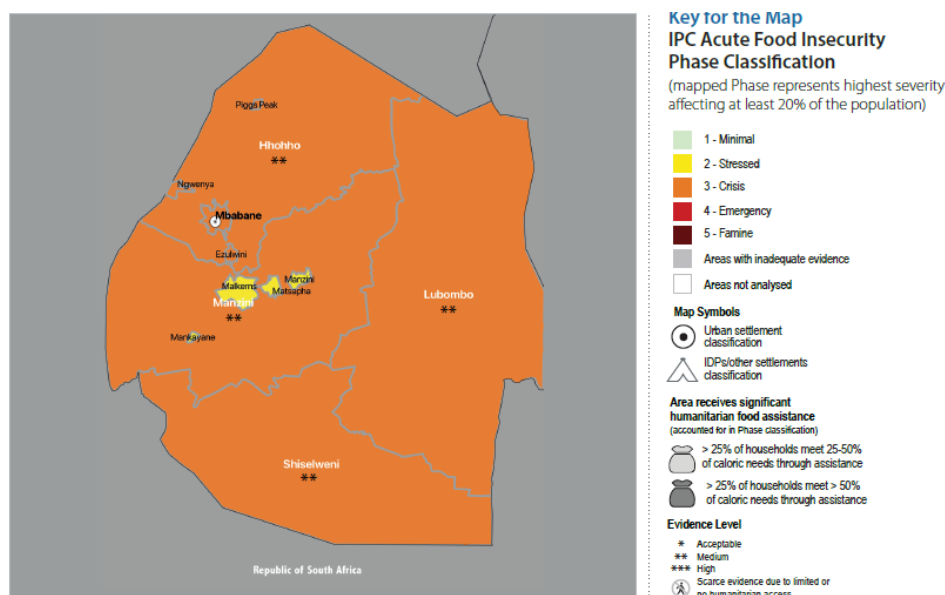 Piggs Peak
Hhohho
**
Ngwenya
Mbabane
Ezulwini
Malkerns
Manzini
Matsapha
Manzini
**
Mankayane
Lubombo
**
Shiselweni
**
Republic of South Africa
Key for the Map
IPC Acute Food Insecurity
Phase Classification
(mapped Phase represents highest severity
affecting at least 20% of the population)
1 - Minimal
2 - Stressed
3 - Crisis
4 - Emergency
5 - Famine
Areas with inadequate evidence
Areas not analysed
Map Symbols
Urban settlement
classification
IDPs/other settlements
classification
Area receives significant
humanitarian food assistance
(accounted for in Phase classification)
> 25% of households meet 25-50%
of caloric needs through assistance
> 25% of households meet > 50%
of caloric needs through assistance
Evidence Level
* Acceptable
** Medium
*** High
Scarce evidence due to limited or
no humanitarian access